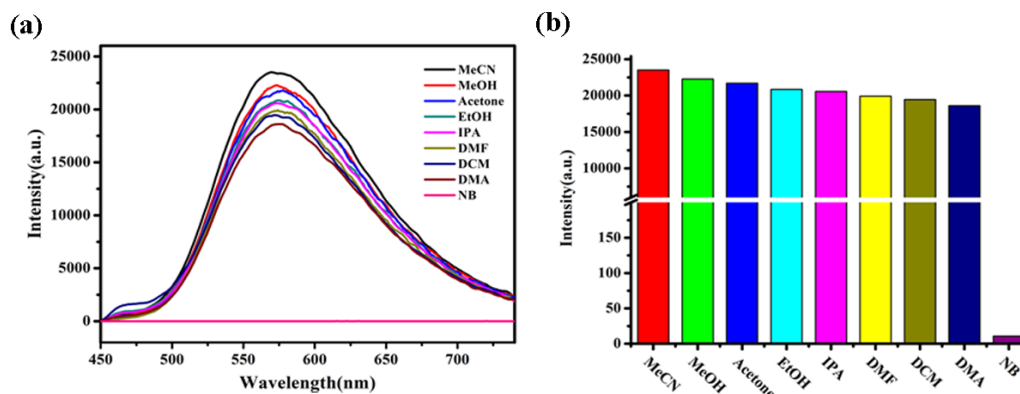 (a)
25000
20000
15000
10000
5000
0
Intensity(a.u.)
450
500
550
600
650
700
Wavelength(nm)
MeCN
MeOH
Acetone
EtOH
IPA
DMF
DCM
DMA
NB
(b)
25000
20000
15000
10000
150
100
50
0
Intensity(a.u.)
MeCN
MeOH
Acetone
EtOH
IPA
DMF
DCM
DMA
NB